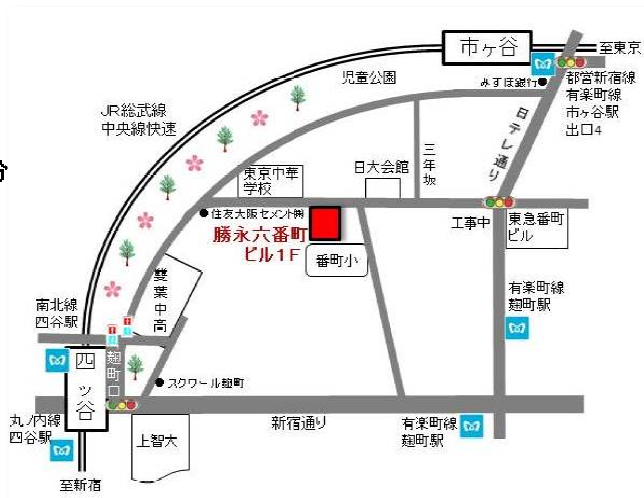 市ヶ谷
至東京
児童公園
みずほ銀行
都営新宿線
有楽町線
市ヶ谷駅
出口4
JR総武線
中央線快速
日テレ通り
三年坂
分
東京中華
学校
日大会館
住友大阪セメント㈱
勝永六番町
ビル1F
工事中
東急番町
ビル
番町小
雙葉中高
有楽町線
麹町駅
南北線
四谷駅
麹町口
四ッ谷
スクワール麹町
丸ノ内線
四谷駅
上智大
新宿通り
有楽町線
麹町駅
至新宿